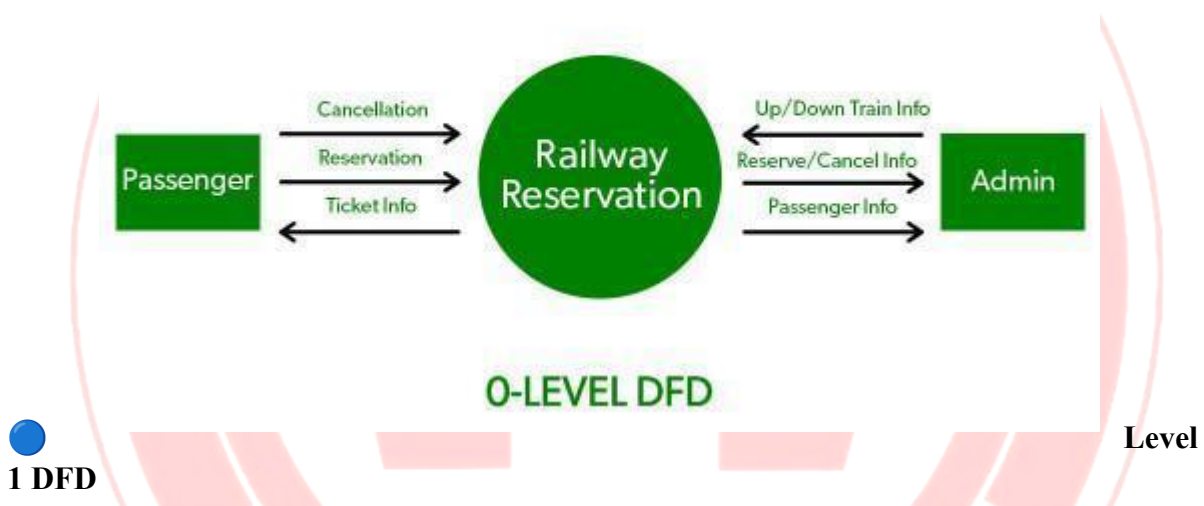 Cancellation
Reservation
Ticket Info
Passenger
Railway
Reservation
Up/Down Train Info
Reserve/Cancel Info
Passenger Info
Admin
0-LEVEL DFD
Level
1 DFD